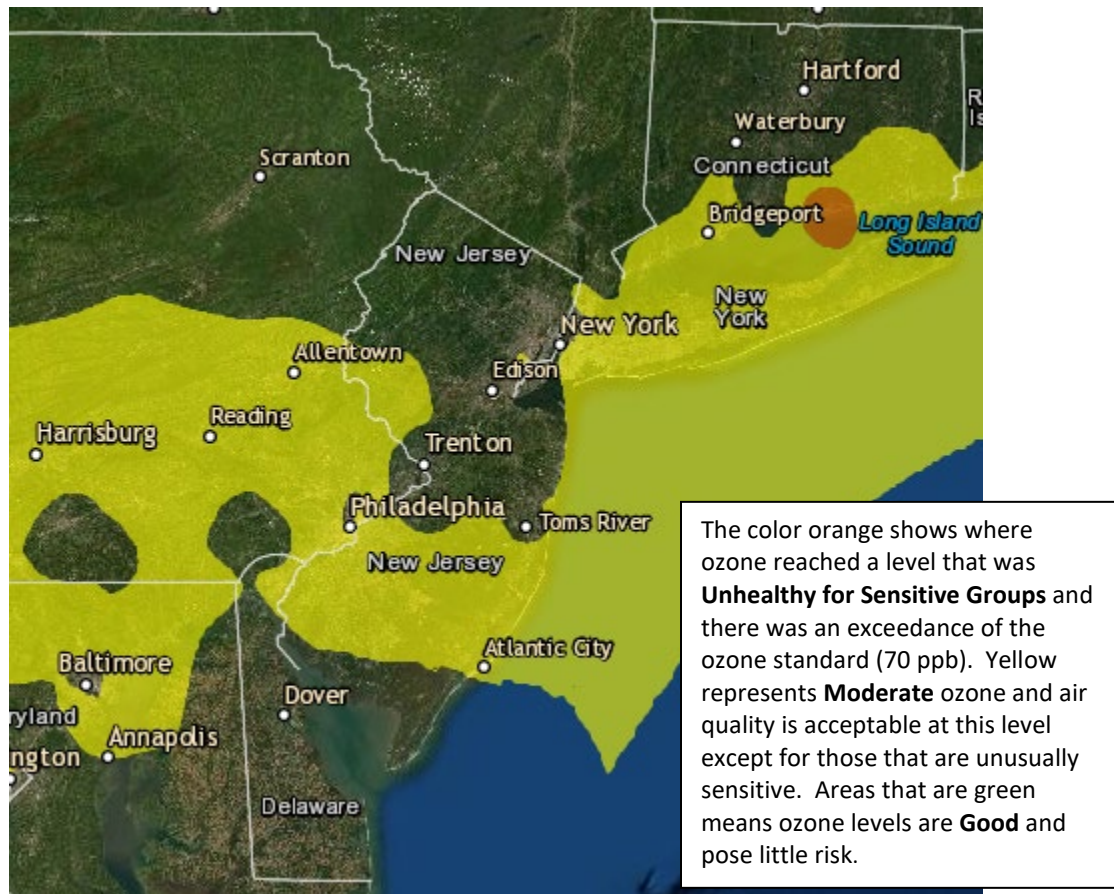 Hartford
R
Is
Waterbury
Connecticut
Scranton
Bridgeport
Long Island
Sound
New Jersey
New
York
New York
Allentown
Edison
Reading
Harrisburg
Trenton
Philadelphia
Toms River
New Jersey
Atlantic City
Baltimore
Dover
ryland
Annapolis
ngton
Delaware
The color orange shows where
ozone reached a level that was
Unhealthy for Sensitive Groups and
there was an exceedance of the
ozone standard (70 ppb). Yellow
represents Moderate ozone and air
quality is acceptable at this level
except for those that are unusually
sensitive. Areas that are green
means ozone levels are Good and
pose little risk.